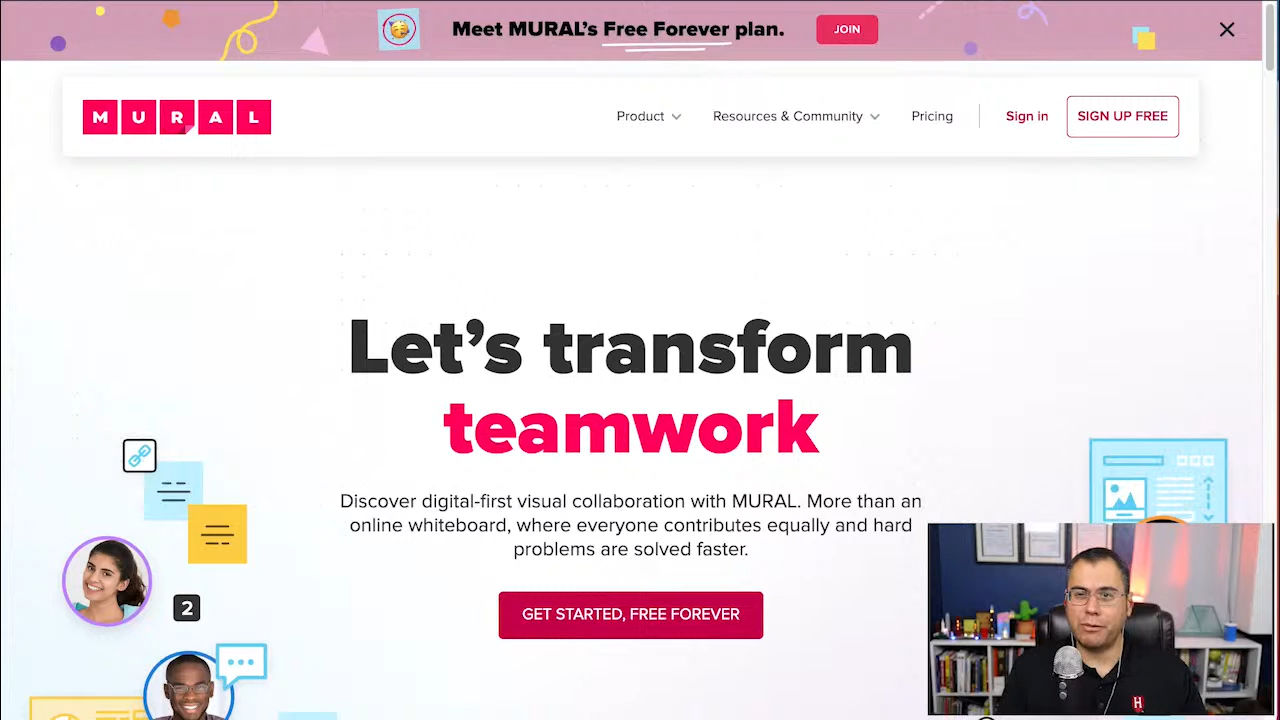 Meet MURAL's Free Forever plan.
JOIN
MURAL
Product
Resources & Community
Pricing
Sign in
SIGN UP FREE
Let's transform
teamwork
Discover digital-first visual collaboration with MURAL. More than an
online whiteboard, where everyone contributes equally and hard
problems are solved faster.
GET STARTED, FREE FOREVER
2
H